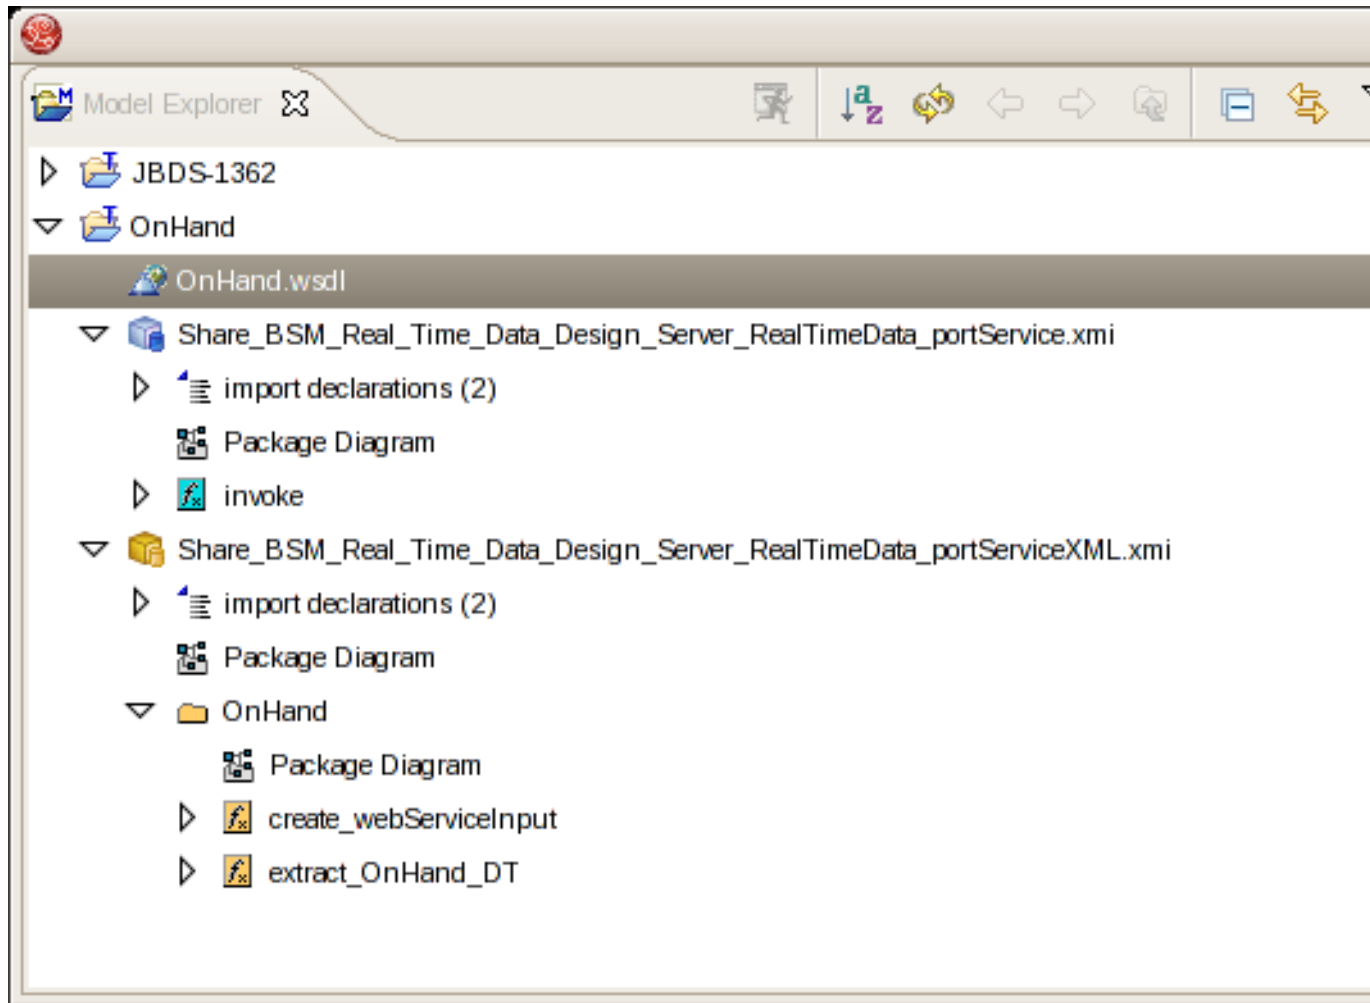 Model Explorer
JBDS-1362
OnHand
OnHand.wsdl
Share_BSM_Real_Time_Data_Design_Server_RealTimeData_portService.xmi
import declarations (2)
Package Diagram
invoke
Share_BSM_Real_Time_Data_Design_Server_RealTimeData_portServiceXML.xmi
import declarations (2)
Package Diagram
OnHand
Package Diagram
create_webServiceInput
extract_OnHand_DT